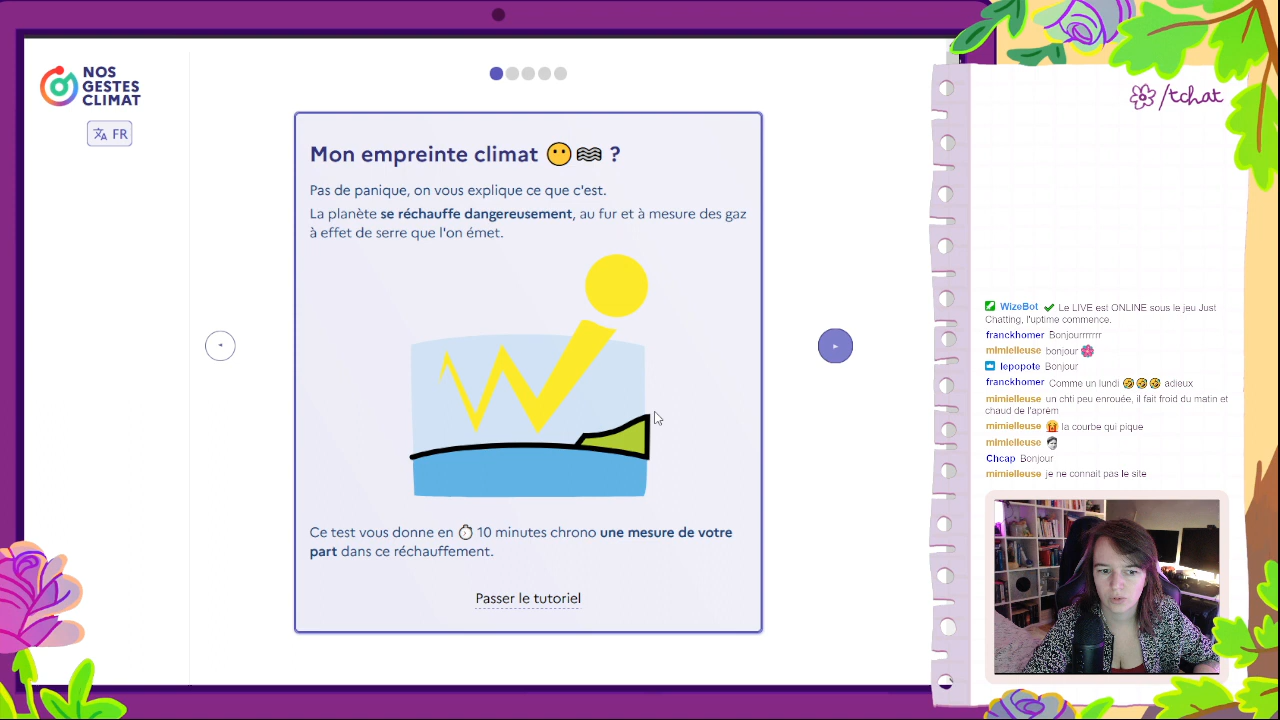 NOS
GESTES
CLIMAT
FR
Mon empreinte climat 😶🌫 ?
Pas de panique, on vous explique ce que c'est.
La planète se réchauffe dangereusement, au fur et à mesure des gaz
à effet de serre que l'on émet.
Ce test vous donne en ⏱ 10 minutes chrono une mesure de votre
part dans ce réchauffement.
Passer le tutoriel
/tchat
WizeBot ✔ Le LIVE est ONLINE sous le jeu Just
Chatting, l'uptime commence.
franckhomer Bonjourrrrrr
mimielleuse bonjour 🌸
lepopote Bonjour
franckhomer Comme un lundi 🤣🤣🤣 adieux
mimielleuse un chti peu enrouée, il fait froid du matin et
chaud de l'aprem
mimielleuse la courbe qui pique
mimielleuse
Chcap Bonjour
mimielleuse je ne connait pas le site